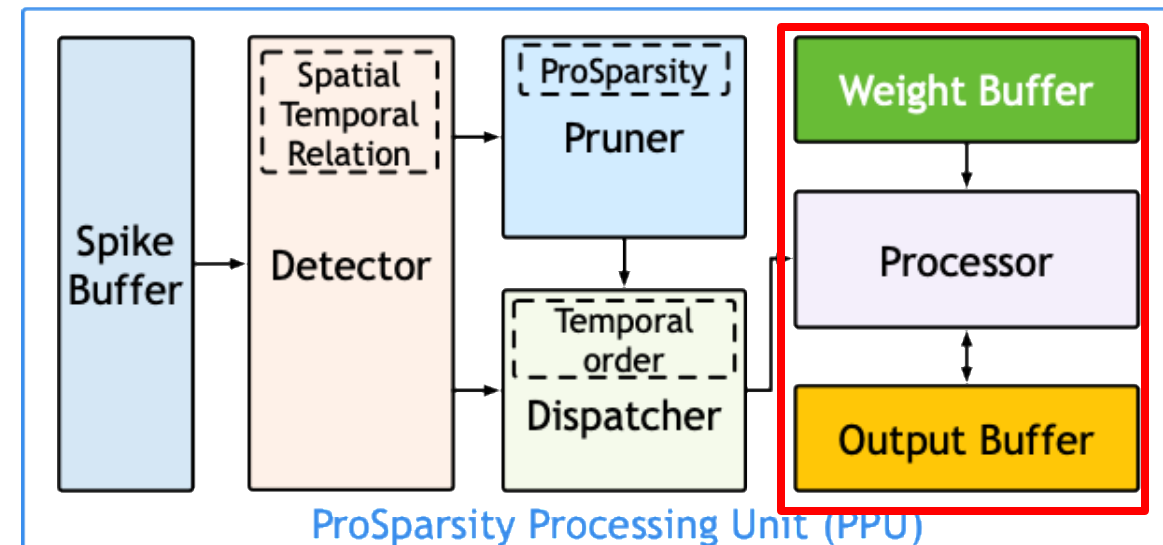 Spike
Buffer
Spatial
Temporal
Relation
Detector
ProSparsity
Pruner
Temporal
order
Dispatcher
Weight Buffer
Processor
Output Buffer
ProSparsity Processing Unit (PPU)